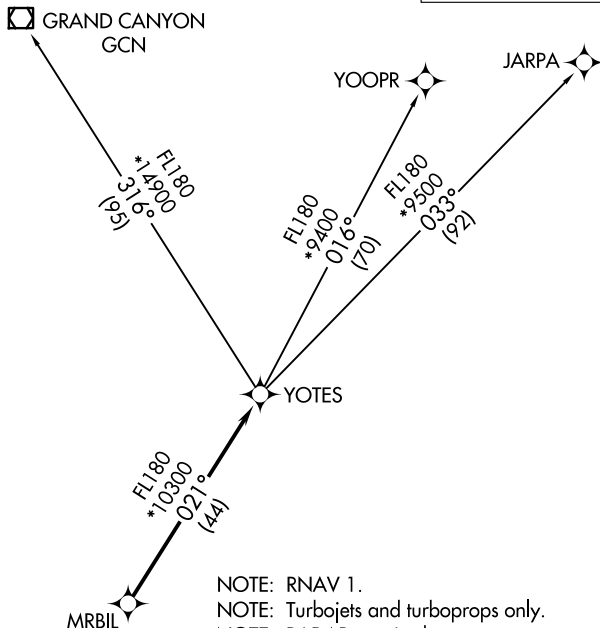 GRAND CANYON
GCN
YOOPR
JARPA
FL180
*14900
316°
(95)
FL180
*9400
016°
(70)
FL180
*9500
033°
(92)
YOTES
FL180
*10300
021°
(44)
MRBIL
NOTE: RNAV 1.
NOTE: Turbojets and turboprops only.